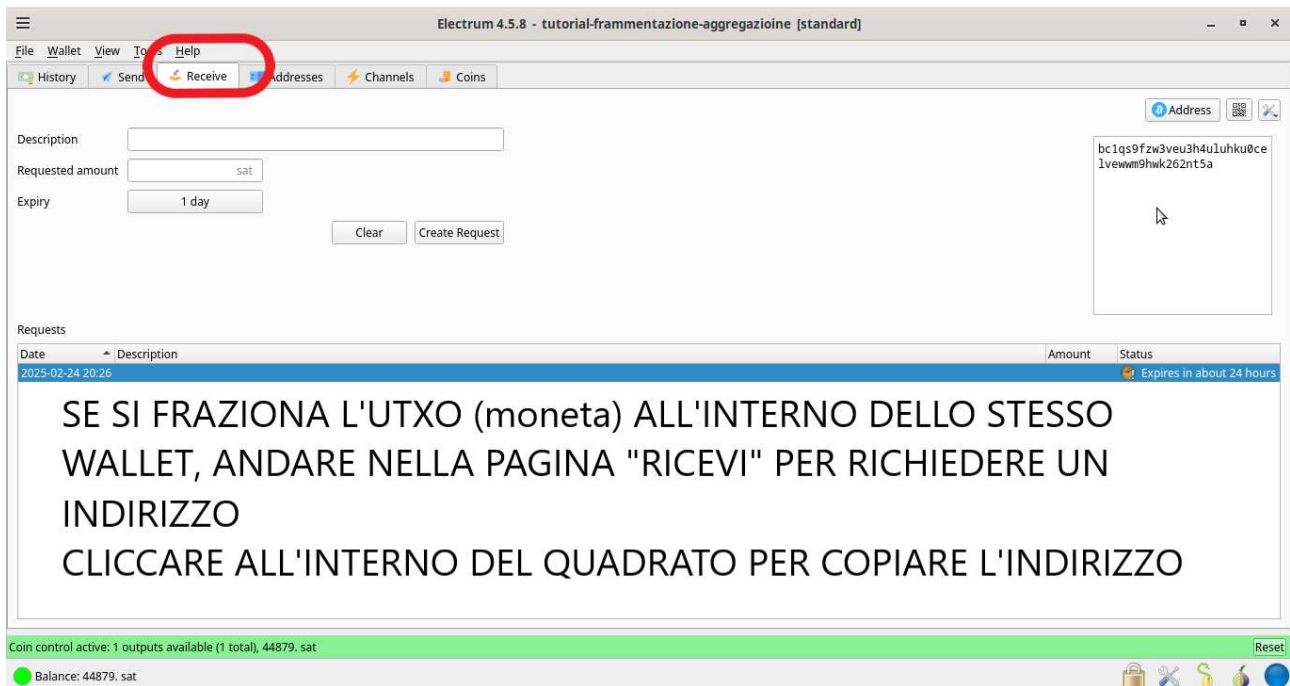 Electrum 4.5.8 - tutorial-frammentazione-aggregazioine [standard]
File Wallet View Tools Help
History Send Receive Addresses Channels Coins
Address
Description
bc1qs9fzw3veu3h4uluhku0ce
lvewwm9hwk262nt5a
Requested amount sat
Expiry 1 day
Clear Create Request
Requests
Date Description Amount Status
2025-02-24 20:26 Expires in about 24 hours
SE SI FRAZIONA L'UTXO (moneta) ALL'INTERNO DELLO STESSO
WALLET, ANDARE NELLA PAGINA "RICEVI" PER RICHIEDERE UN
INDIRIZZO
CLICCARE ALL'INTERNO DEL QUADRATO PER COPIARE L'INDIRIZZO
Coin control active: 1 outputs available (1 total), 44879. sat Reset
Balance: 44879. sat